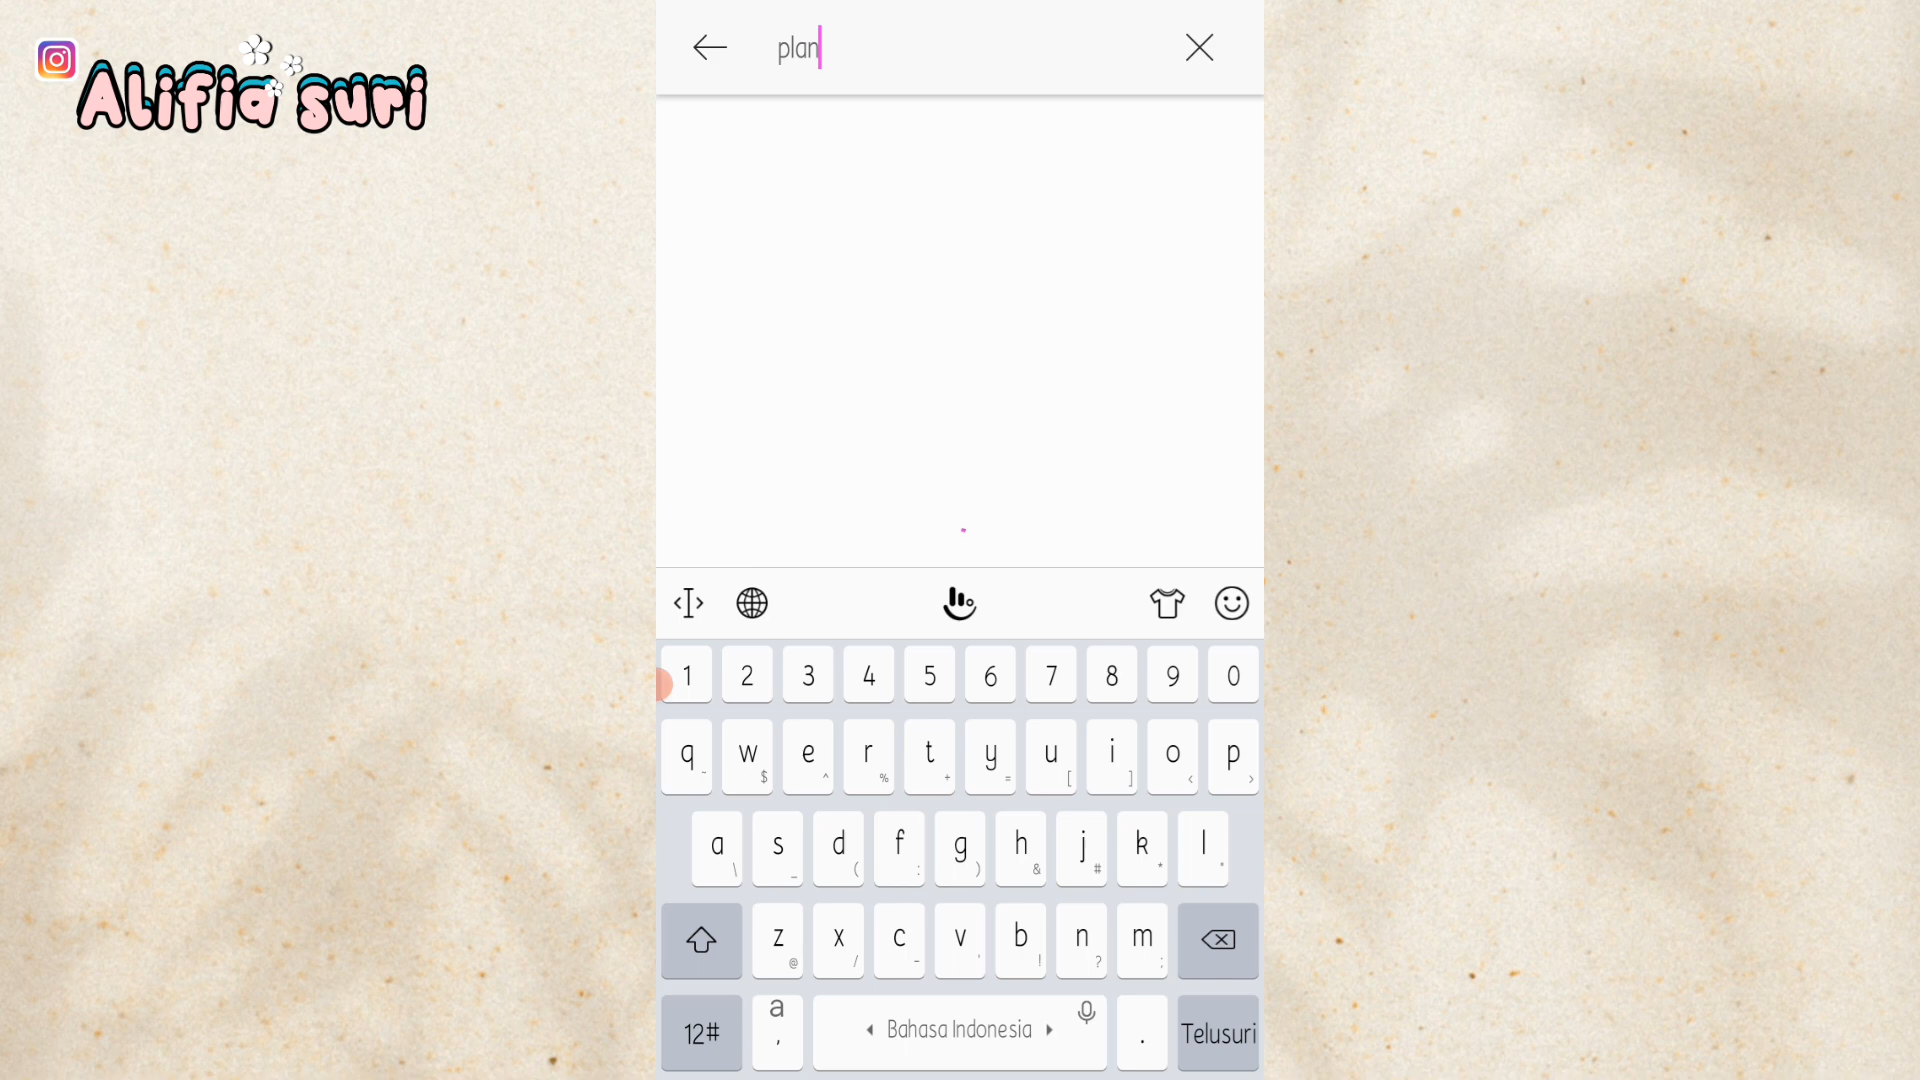 Alifia suri
plan
1 2 3 4 5 6 7 8 9 0
q w e r t y u i o p
~ $ ^ % + = [ ] < >
a s d f g h j k l
\ _ ( : ) & # * "
z x c v b n m
@ / - ' ! ? ;
12# a , Bahasa Indonesia . Telusuri